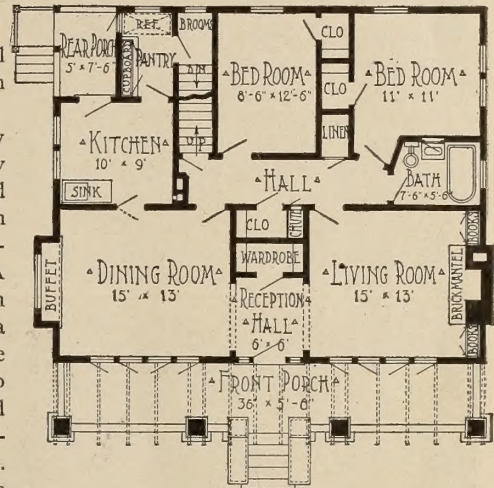 REAR PORCH
5' x 7'-6
REF.
BROOMS
PANTRY
CUPBOARD
DN
UP
CLO
BED ROOM
8'-6" x 12'-6"
CLO
LINEN
BED ROOM
11' x 11'
KITCHEN
10' x 9'
SINK
HALL
BATH
7'-6" x 5'-6"
CLO
CHUTE
WARDROBE
BUFFET
DINING ROOM
15' x 13'
RECEPTION
HALL
6' x 6'
LIVING ROOM
15' x 13'
BOOKS
BRICK MANTEL
BOOKS
FRONT PORCH
36' x 5'-6"